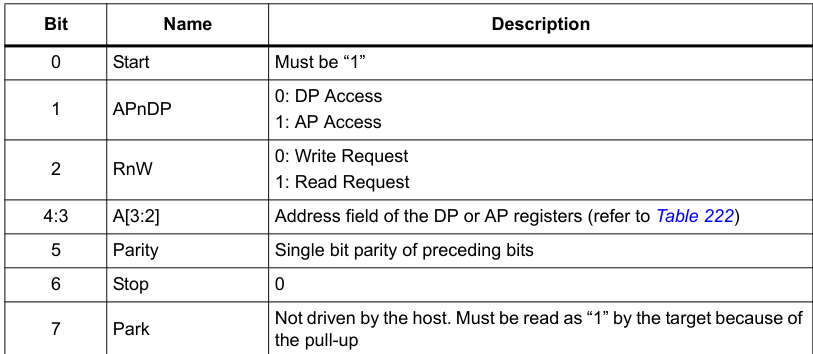 Bit Name Description
0 Start Must be “1”
1 APnDP 0: DP Access
1: AP Access
2 RnW 0: Write Request
1: Read Request
4:3 A[3:2] Address field of the DP or AP registers (refer to Table 222)
5 Parity Single bit parity of preceding bits
6 Stop 0
7 Park Not driven by the host. Must be read as “1” by the target because of
the pull-up